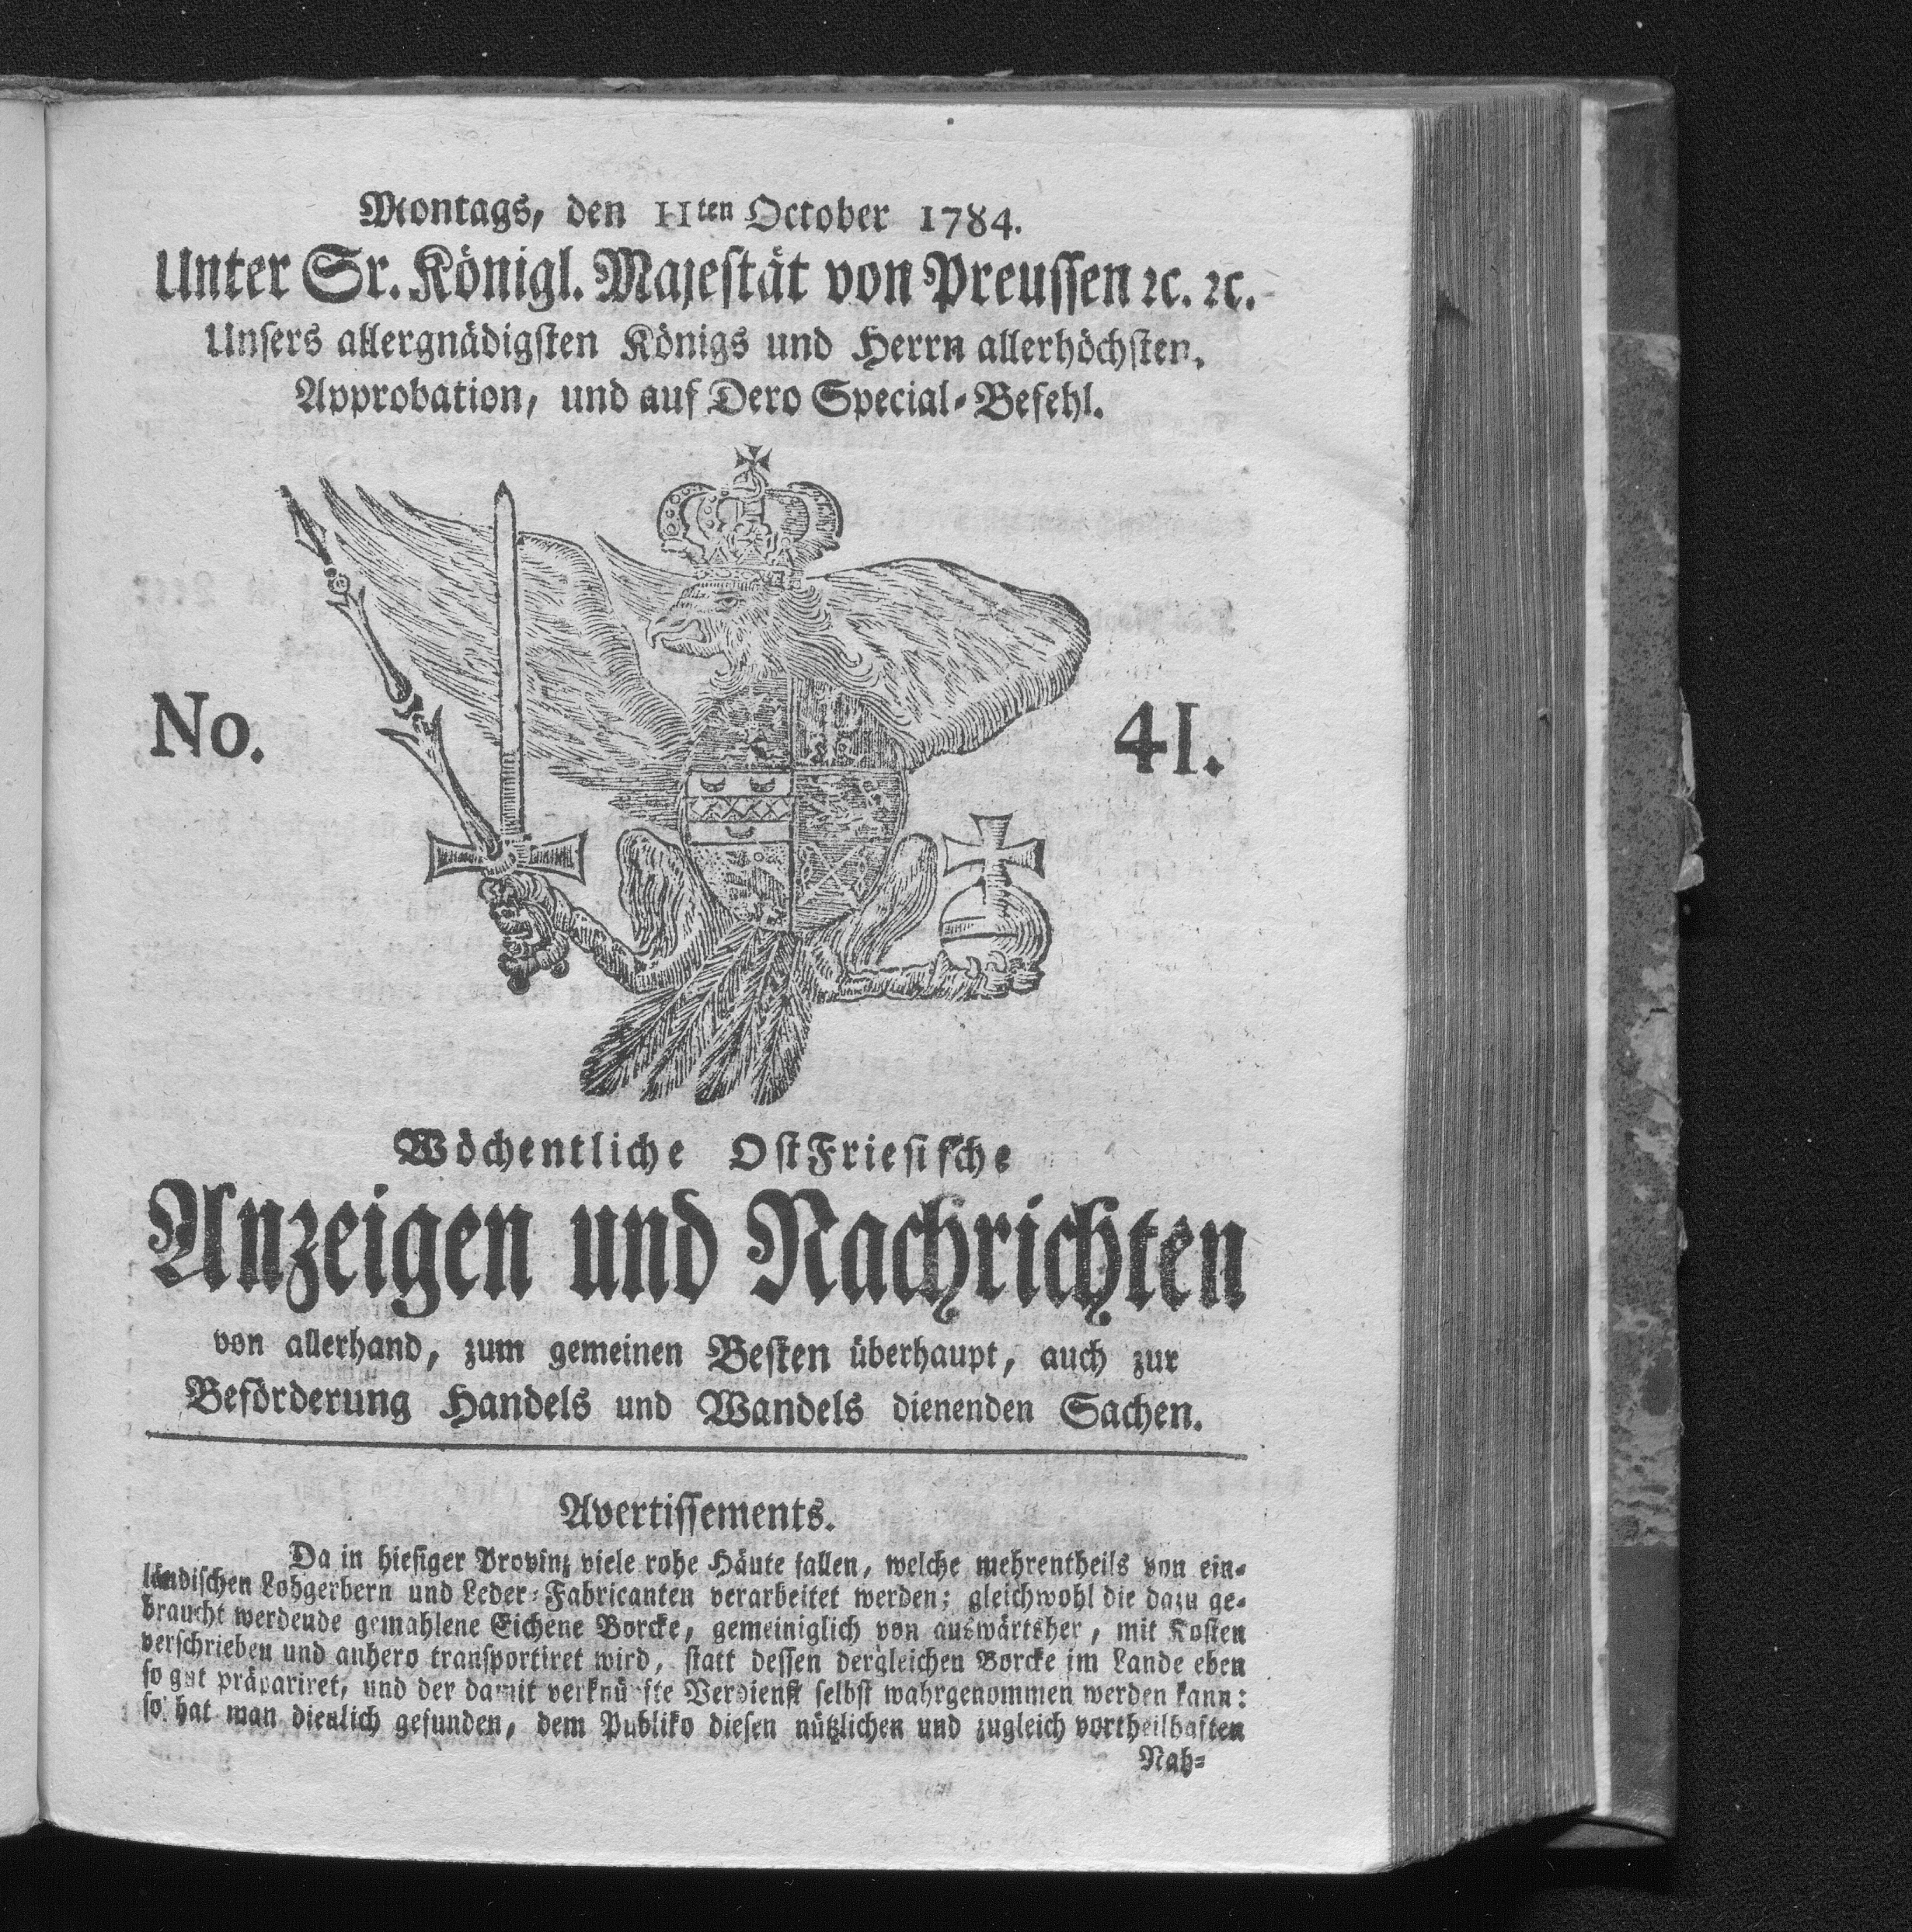 Montags, den 11ten October 1784.
Unter Sr. Königl. Majestät von Preussen ꝛc. ꝛc.
Unsers allergnädigsten Königs und Herrn allerhöchsten,
Approbation, und auf Dero Special-Befehl.
No. 41.
Wöchentliche OstFriesische
Anzeigen und Nachrichten
von allerhand, zum gemeinen Besten überhaupt, auch zur
Beförderung Handels und Wandels dienenden Sachen.
Avertissements.
Da in hiesiger Provinz viele rohe Häute fallen, welche mehrentheils von ein-
ländischen Lohgerbern und Leder-Fabricanten verarbeitet werden; gleichwohl die dazu ge-
braucht werdende gemahlene Eichene Borcke, gemeiniglich von auswärtsher, mit Kosten
verschrieben und anhero transportiret wird, statt dessen dergleichen Borcke im Lande eben
so gut präpariret, und der damit verknüpfte Verdienst selbst wahrgenommen werden kann:
so hat man dienlich gefunden, dem Publiko diesen nützlichen und zugleich vortheilhaften
Nah-